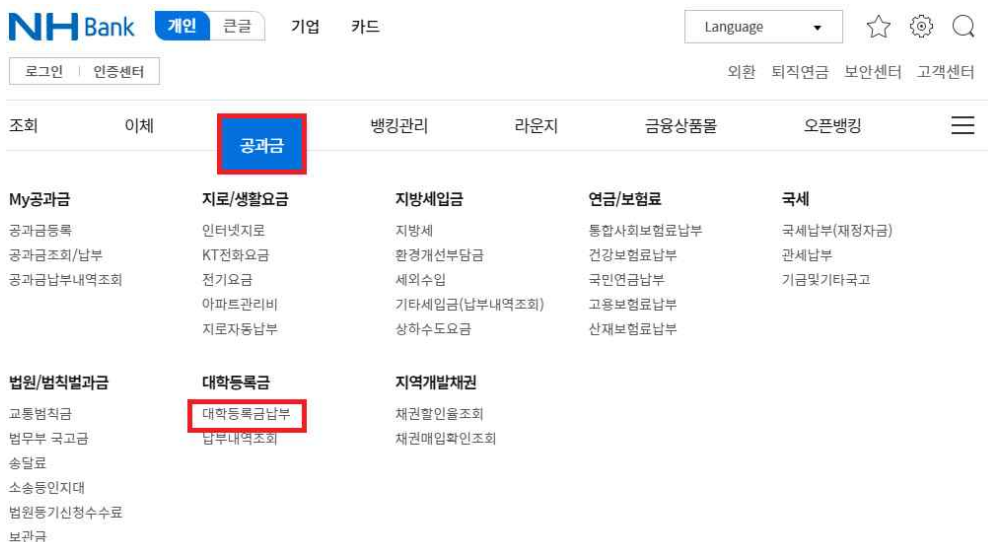 NH Bank 개인 큰글 기업 카드 Language
로그인 인증센터 외환 퇴직연금 보안센터 고객센터
조회 이체 공과금 뱅킹관리 라운지 금융상품몰 오픈뱅킹
My공과금 지로/생활요금 지방세입금 연금/보험료 국세
공과금등록 인터넷지로 지방세 통합사회보험료납부 국세납부(재정자금)
공과금조회/납부 KT전화요금 환경개선부담금 건강보험료납부 관세납부
공과금납부내역조회 전기요금 세외수입 국민연금납부 기금및기타국고
아파트관리비 기타세입금(납부내역조회) 고용보험료납부
지로자동납부 상하수도요금 산재보험료납부
법원/범칙벌과금 대학등록금 지역개발채권
교통범칙금 대학등록금납부 채권할인율조회
법무부 국고금 납부내역조회 채권매입확인조회
송달료
소송등인지대
법원등기신청수수료
보관금